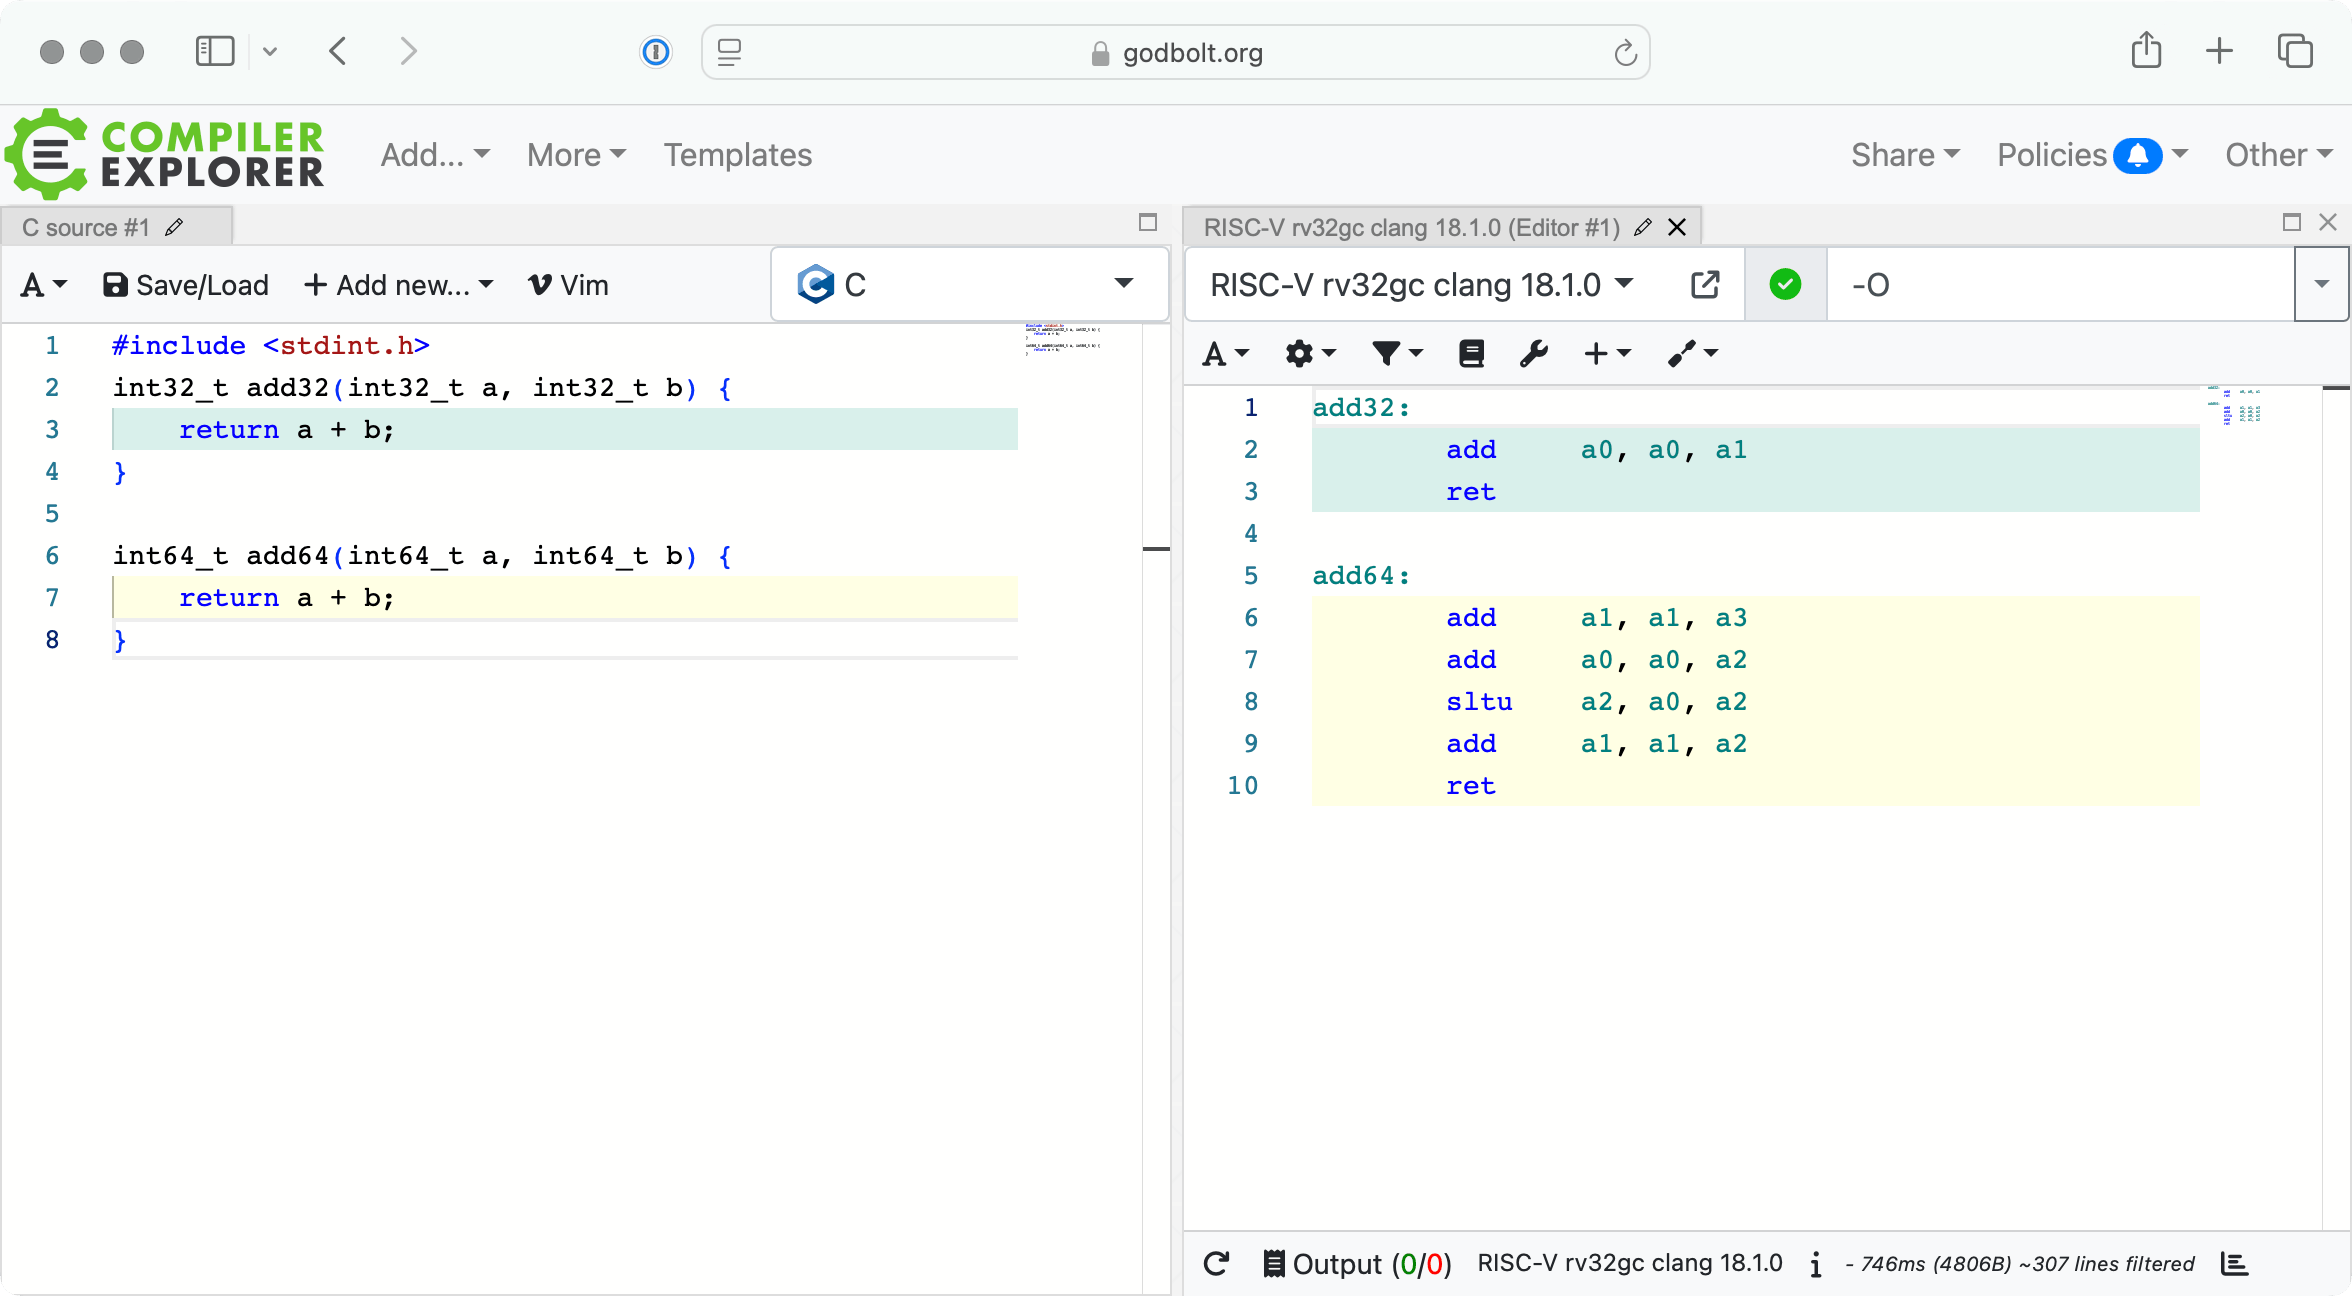 godbolt.org
COMPILER
EXPLORER
Add... More Templates Share Policies Other
C source #1
A Save/Load + Add new... Vim C
1 #include <stdint.h>
2 int32_t add32(int32_t a, int32_t b) {
3 return a + b;
4 }
5
6 int64_t add64(int64_t a, int64_t b) {
7 return a + b;
8 }
RISC-V rv32gc clang 18.1.0 (Editor #1)
RISC-V rv32gc clang 18.1.0 -O
A
1 add32:
2 add a0, a0, a1
3 ret
4
5 add64:
6 add a1, a1, a3
7 add a0, a0, a2
8 sltu a2, a0, a2
9 add a1, a1, a2
10 ret
Output (0/0) RISC-V rv32gc clang 18.1.0 i - 746ms (4806B) ~307 lines filtered